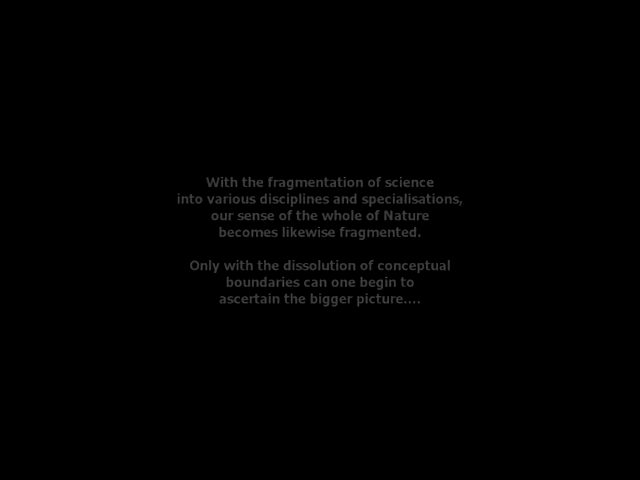 With the fragmentation of science
into various disciplines and specialisations,
our sense of the whole of Nature
becomes likewise fragmented.
Only with the dissolution of conceptual
boundaries can one begin to
ascertain the bigger picture....